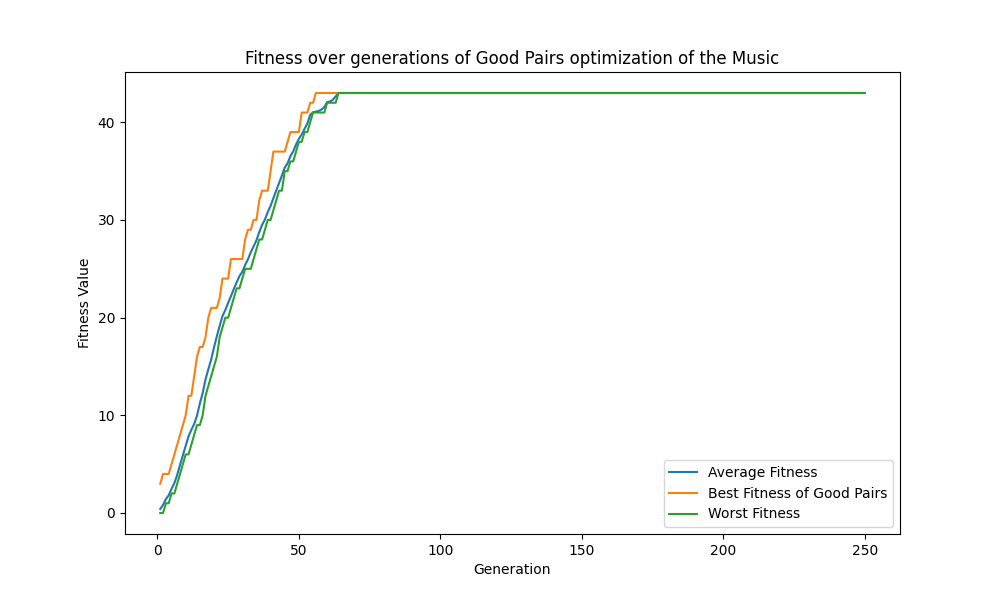 Fitness over generations of Good Pairs optimization of the Music
Fitness Value
40
30
20
10
0
0 50 100 150 200 250
Generation
Average Fitness
Best Fitness of Good Pairs
Worst Fitness